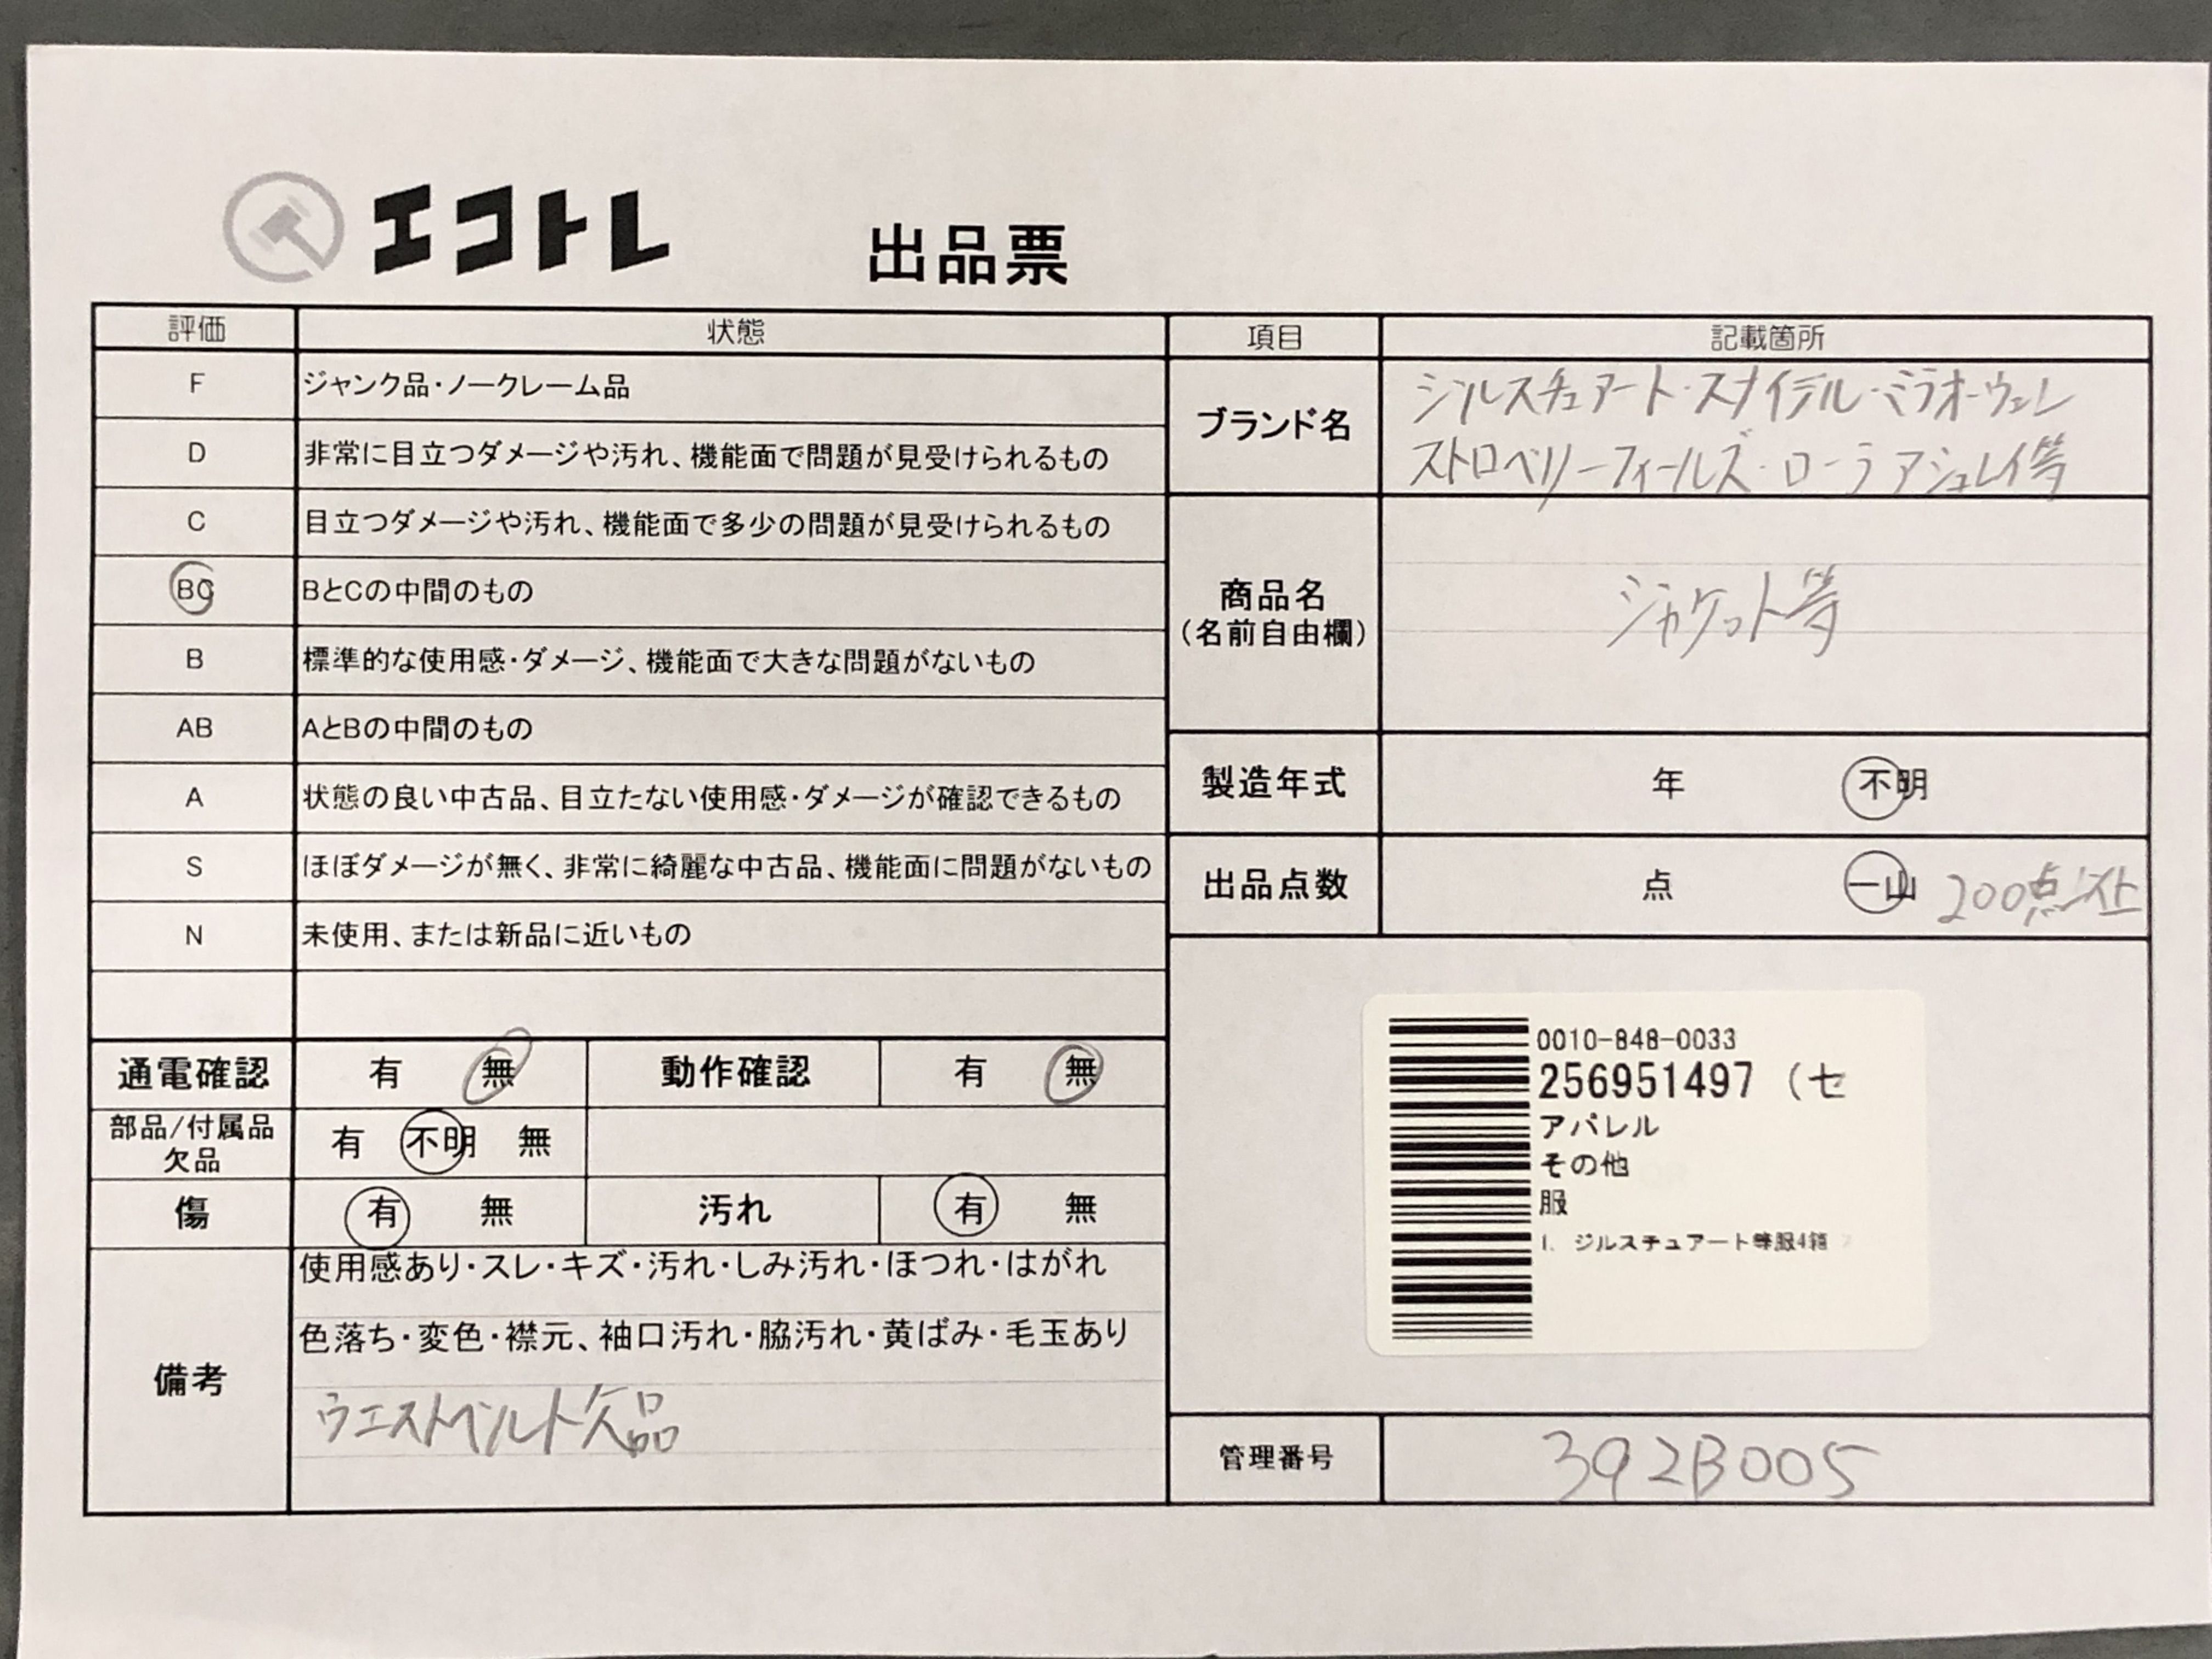 エコトレ
出品票
評価 状態
F ジャンク品・ノークレーム品
D 非常に目立つダメージや汚れ、機能面で問題が見受けられるもの
C 目立つダメージや汚れ、機能面で多少の問題が見受けられるもの
BC BとCの中間のもの
B 標準的な使用感・ダメージ、機能面で大きな問題がないもの
AB AとBの中間のもの
A 状態の良い中古品、目立たない使用感・ダメージが確認できるもの
S ほぼダメージが無く、非常に綺麗な中古品、機能面に問題がないもの
N 未使用、または新品に近いもの
通電確認 有 無 動作確認 有 無
部品/付属品
欠品
有 不明 無
傷 有 無 汚れ 有 無
備考
使用感あり・スレ・キズ・汚れ・しみ汚れ・ほつれ・はがれ
色落ち・変色・襟元、袖口汚れ・脇汚れ・黄ばみ・毛玉あり
ウエストベルト欠品
項目 記載箇所
ブランド名
ジルスチュアート・スナイデル・ミラオーウェン
ストロベリーフィールズ・ローラアシュレイ等
商品名
(名前自由欄)
ジャケット等
製造年式 年 不明
出品点数 点 一山 200点以上
0010-848-0033
256951497 (セ
アパレル
その他
服
1. ジルスチュアート等服4箱
管理番号 392B005